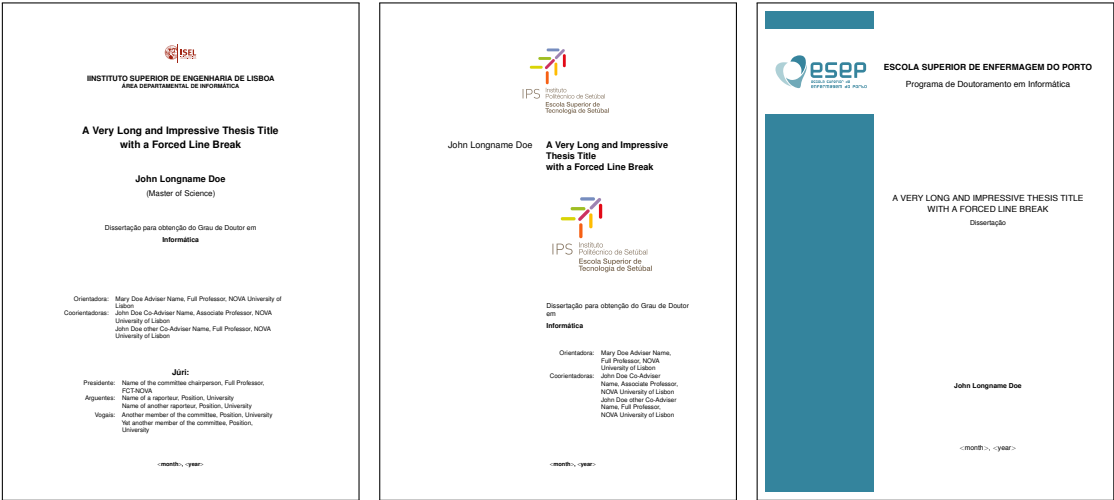 ISEL
IINSTITUTO SUPERIOR DE ENGENHARIA DE LISBOA
ÁREA DEPARTAMENTAL DE INFORMÁTICA
A Very Long and Impressive Thesis Title
with a Forced Line Break
John Longname Doe
(Master of Science)
Dissertação para obtenção do Grau de Doutor em
Informática
Orientadora: Mary Doe Adviser Name, Full Professor, NOVA University of
Lisbon
Coorientadoras: John Doe Co-Adviser Name, Associate Professor, NOVA
University of Lisbon
John Doe other Co-Adviser Name, Full Professor, NOVA
University of Lisbon
Júri:
Presidente: Name of the committee chairperson, Full Professor,
FCT-NOVA
Arguentes: Name of a raporteur, Position, University
Name of another raporteur, Position, University
Vogais: Another member of the committee, Position, University
Yet another member of the committee, Position,
University
<month>, <year>
IPS Instituto
Politécnico de Setúbal
Escola Superior de
Tecnologia de Setúbal
John Longname Doe
A Very Long and Impressive
Thesis Title
with a Forced Line Break
IPS Instituto
Politécnico de Setúbal
Escola Superior de
Tecnologia de Setúbal
Dissertação para obtenção do Grau de Doutor
em
Informática
Orientadora: Mary Doe Adviser Name,
Full Professor, NOVA
University of Lisbon
Coorientadoras: John Doe Co-Adviser
Name, Associate Professor,
NOVA University of Lisbon
John Doe other Co-Adviser
Name, Full Professor,
NOVA University of Lisbon
<month>, <year>
esep
escola superior de
enfermagem do porto
ESCOLA SUPERIOR DE ENFERMAGEM DO PORTO
Programa de Doutoramento em Informática
A VERY LONG AND IMPRESSIVE THESIS TITLE
WITH A FORCED LINE BREAK
Dissertação
John Longname Doe
<month>, <year>